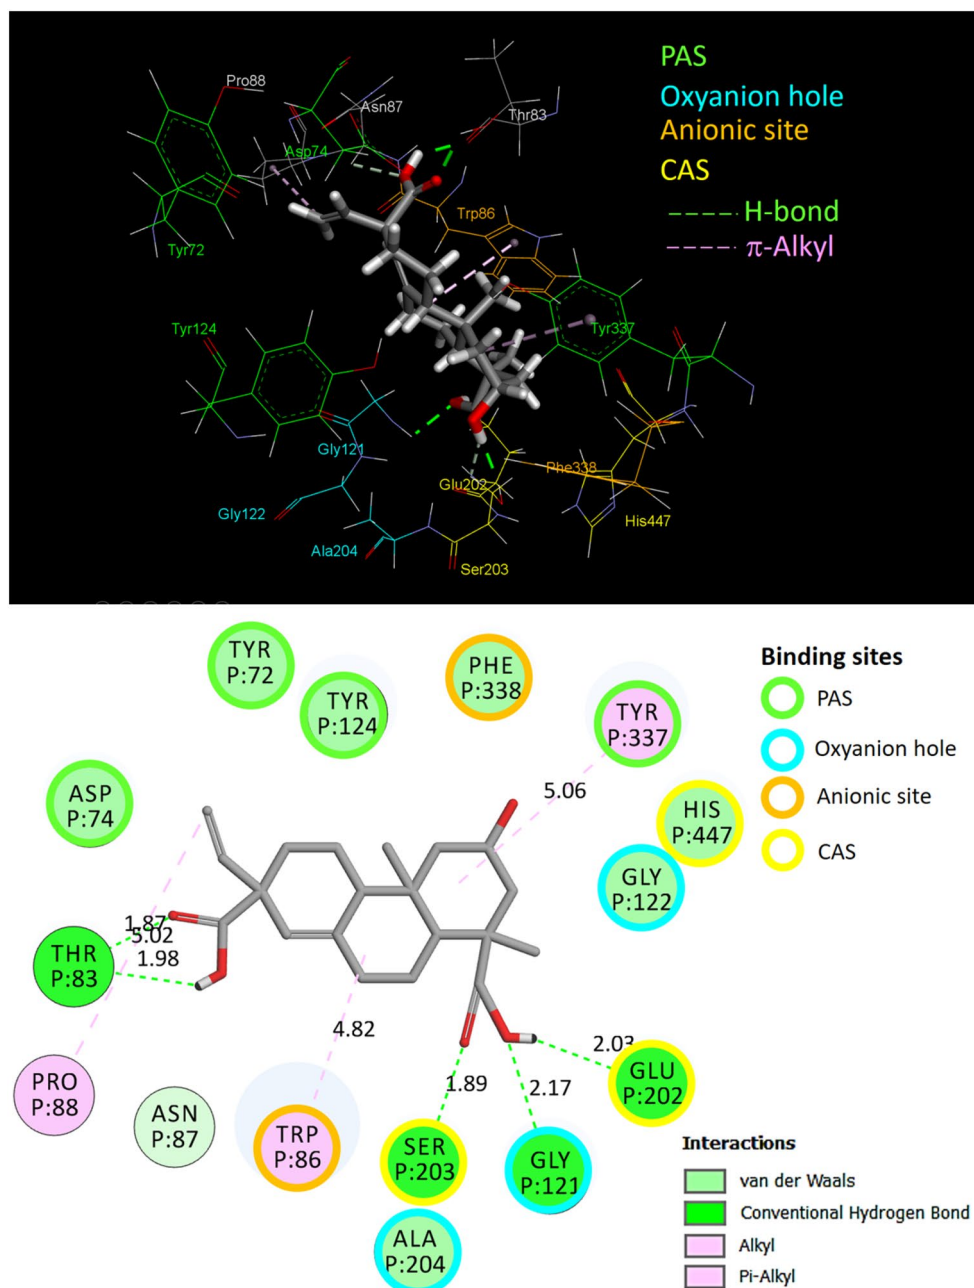 PAS
Oxyanion hole
Anionic site
CAS
H-bond
π-Alkyl
Pro88
Asn87
Thr83
Asp74
Trp86
Tyr72
Tyr124
Tyr337
Gly121
Glu202
Phe338
Gly122
His447
Ala204
Ser203
TYR
P:72
TYR
P:124
PHE
P:338
TYR
P:337
Binding sites
PAS
Oxyanion hole
Anionic site
CAS
ASP
P:74
5.06
HIS
P:447
GLY
P:122
1.87
5.02
1.98
THR
P:83
4.82
PRO
P:88
ASN
P:87
TRP
P:86
1.89
2.17
2.03
GLU
P:202
SER
P:203
GLY
P:121
ALA
P:204
Interactions
van der Waals
Conventional Hydrogen Bond
Alkyl
Pi-Alkyl